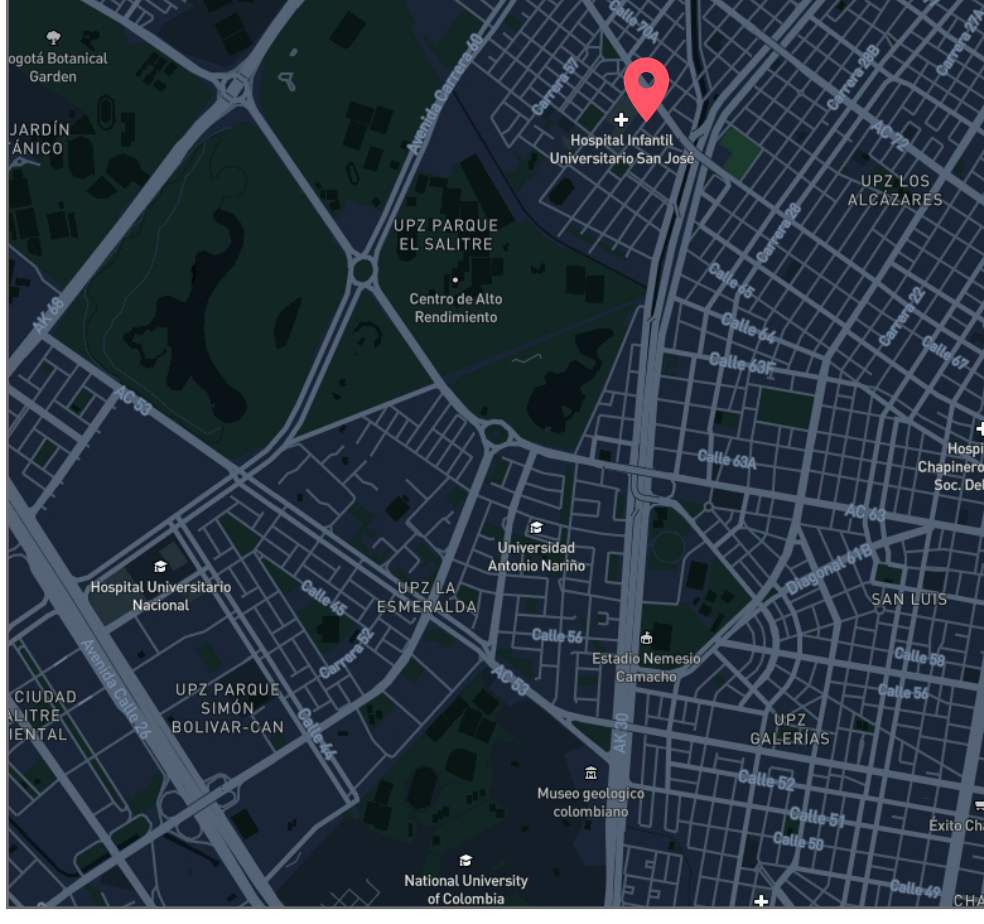 Calle 70A
ogotá Botanical
Garden
Avenida Carrera 60
Carrera 57
Carrera 28B
Carrera 27A
JARDÍN
TÁNICO
Hospital Infantil
Universitario San José
AC 72
UPZ LOS
ALCÁZARES
UPZ PARQUE
EL SALITRE
Carrera 28
Calle 65
Centro de Alto
Rendimiento
AK 68
Calle 64
Carrera 22
Calle 67
Calle 63F
AC 53
Calle 63A
Hospi
Chapinero
Soc. Del
AC 63
Universidad
Antonio Nariño
Diagonal 61B
Hospital Universitario
Nacional
Calle 45
UPZ LA
ESMERALDA
SAN LUIS
Calle 56
Carrera 52
Estadio Nemesio
Camacho
Calle 58
Avenida Calle 26
AC 53
Calle 56
CIUDAD
ALITRE
IENTAL
UPZ PARQUE
SIMÓN
BOLIVAR-CAN
Calle 44
AK 30
UPZ
GALERÍAS
Calle 52
Museo geologico
colombiano
Calle 51
Éxito Cha
Calle 50
National University
of Colombia
Calle 49
CHA